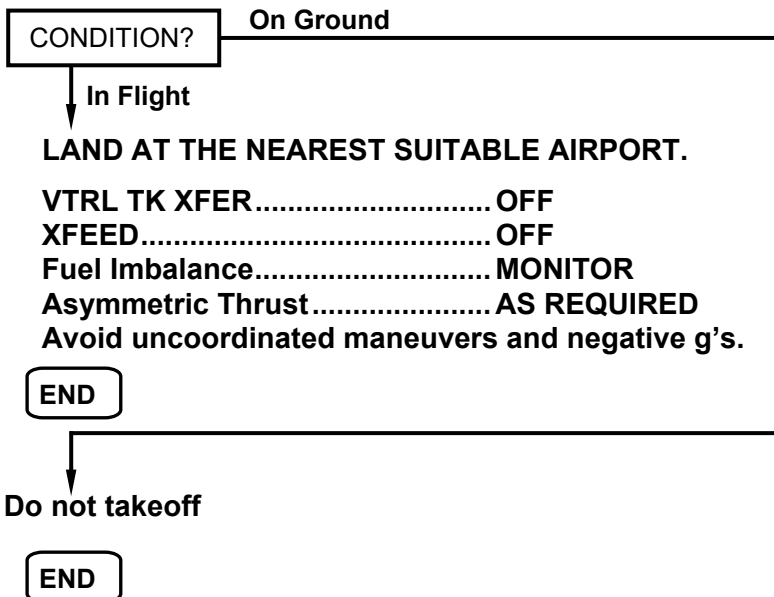 CONDITION? On Ground
In Flight
LAND AT THE NEAREST SUITABLE AIRPORT.
VTRL TK XFER............................. OFF
XFEED........................................... OFF
Fuel Imbalance............................. MONITOR
Asymmetric Thrust...................... AS REQUIRED
Avoid uncoordinated maneuvers and negative g’s.
END
Do not takeoff
END